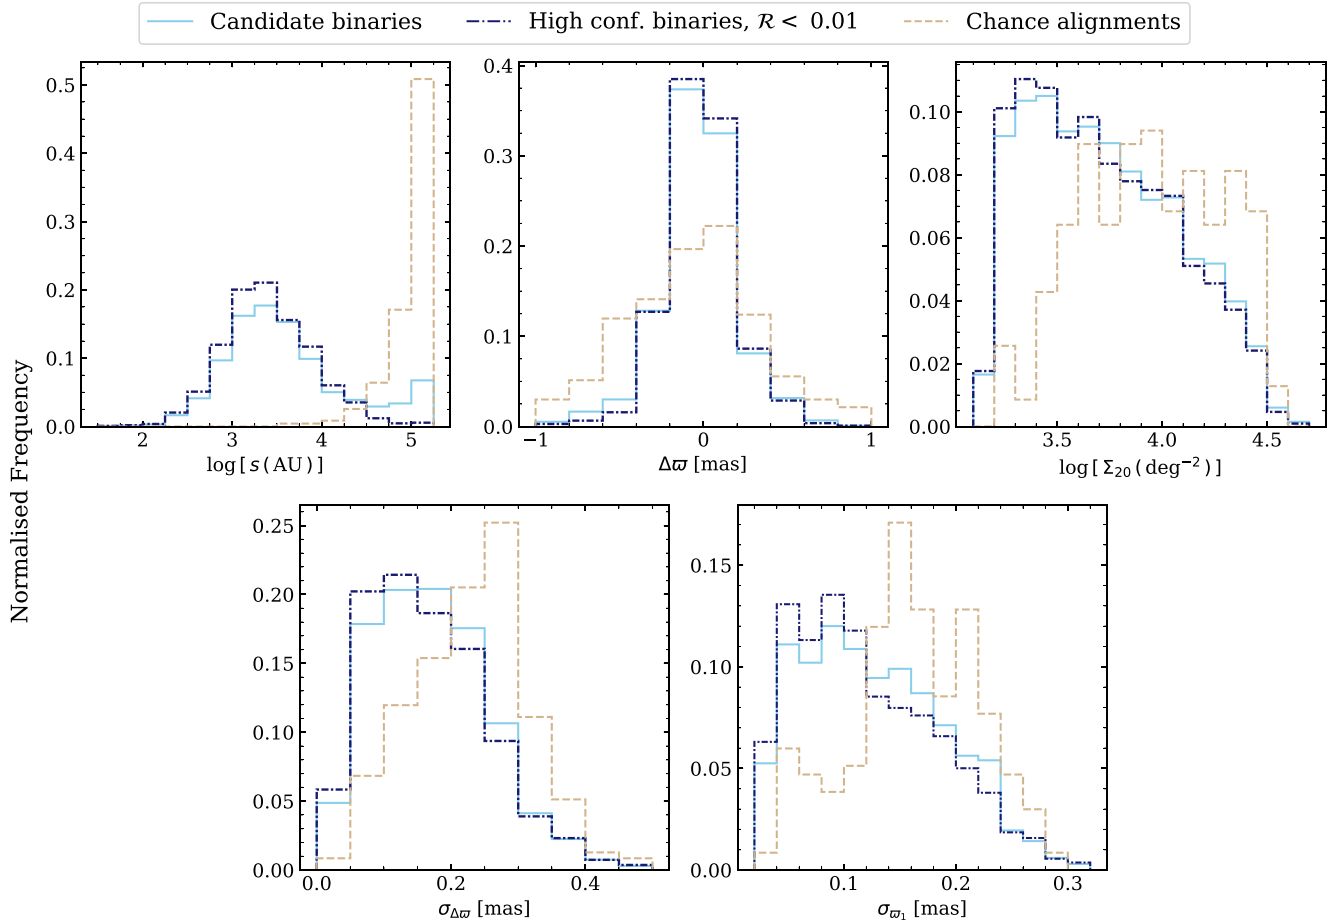 Candidate binaries High conf. binaries, ℛ < 0.01 Chance alignments
Normalised Frequency
0.5
0.4
0.3
0.2
0.1
0.0
2 3 4 5
log [ s (AU) ]
0.4
0.3
0.2
0.1
0.0
−1 0 1
Δϖ [mas]
0.10
0.08
0.06
0.04
0.02
0.00
3.5 4.0 4.5
log [ Σ₂₀ (deg⁻²) ]
0.25
0.20
0.15
0.10
0.05
0.00
0.0 0.2 0.4
σ_Δϖ [mas]
0.15
0.10
0.05
0.00
0.1 0.2 0.3
σ_ϖ₁ [mas]